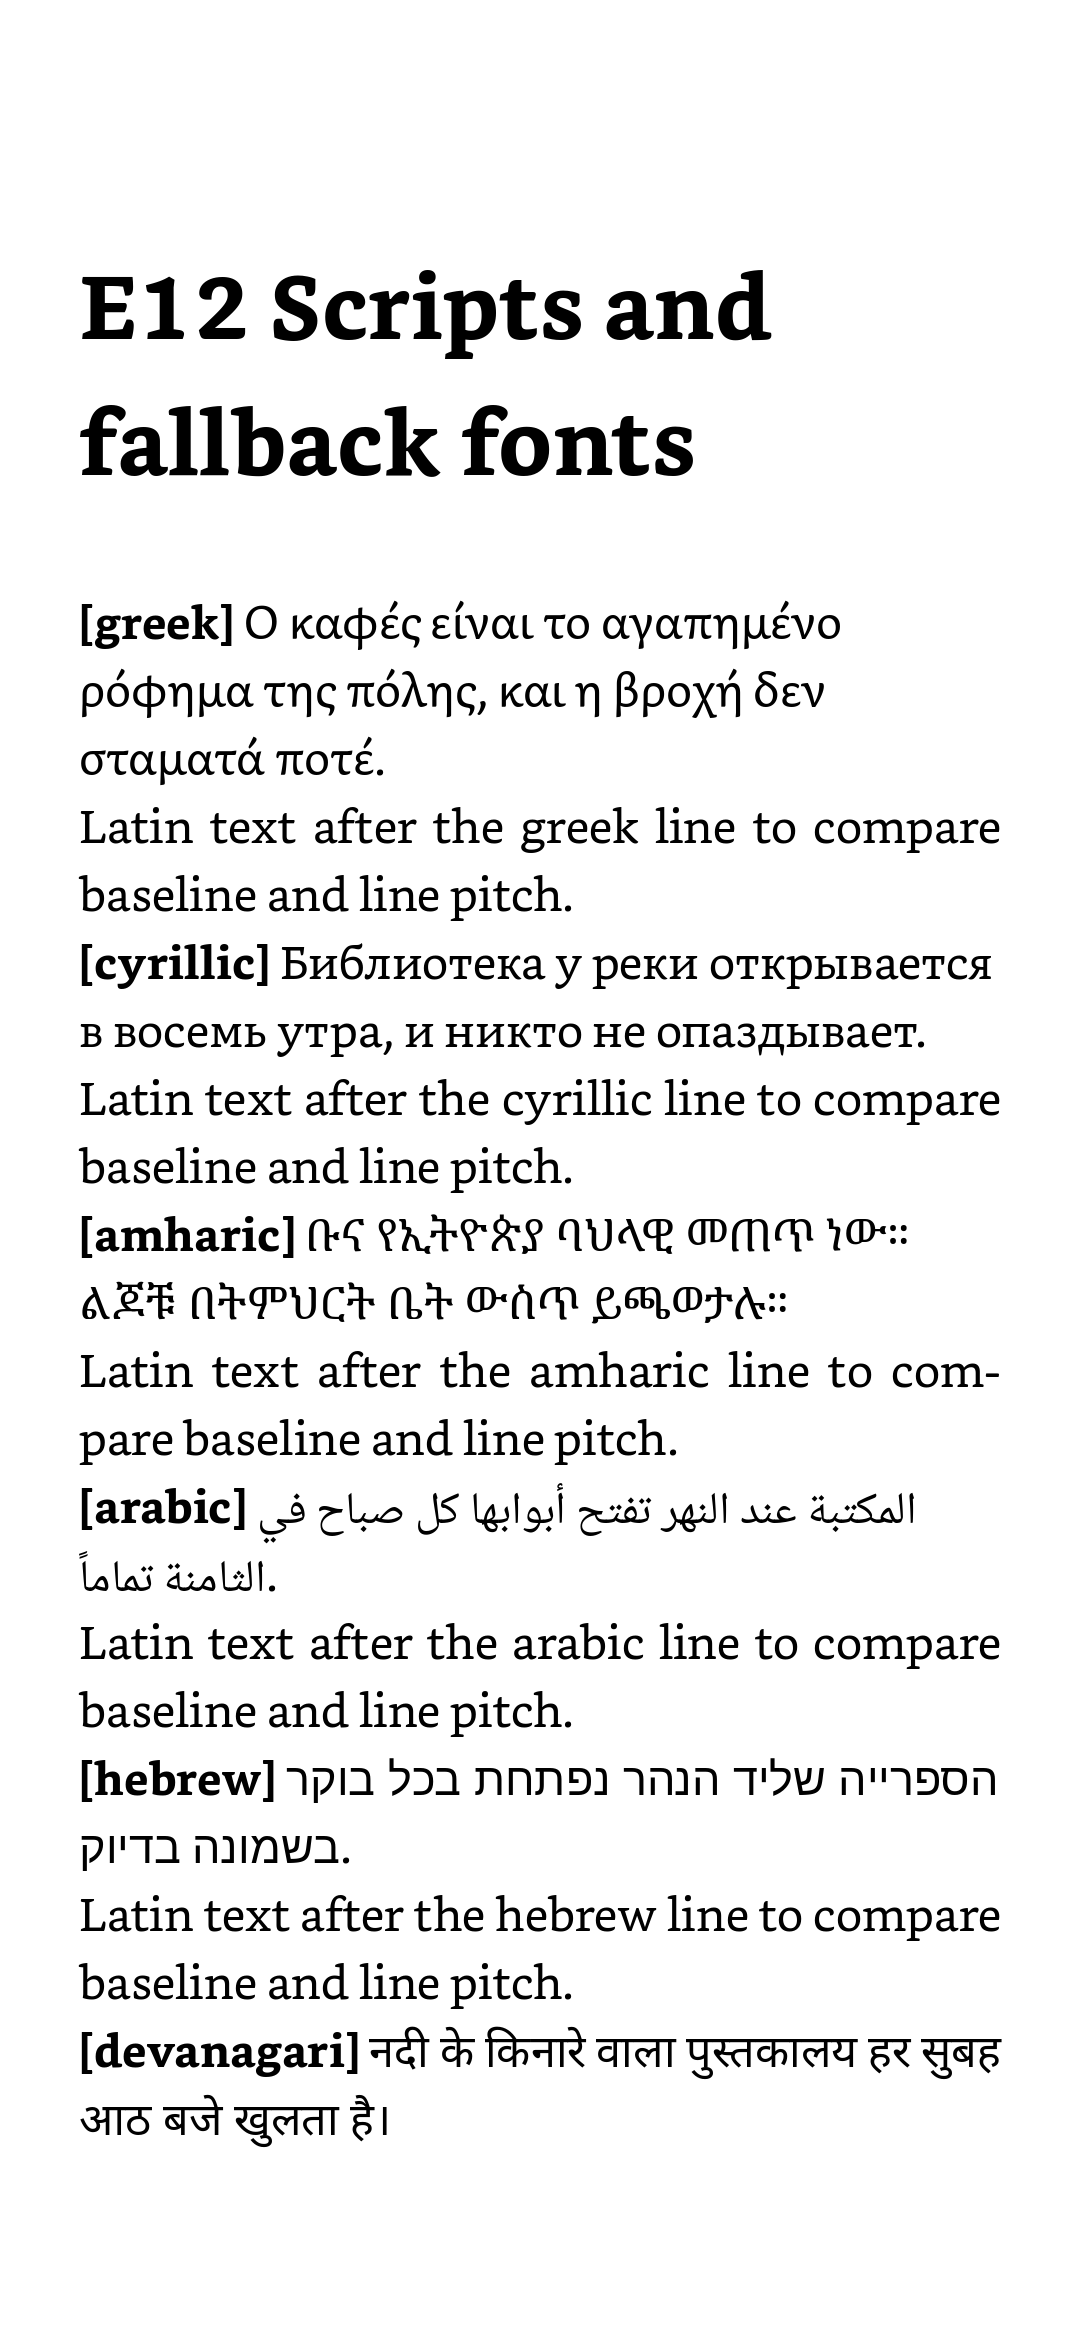 E12 Scripts and
fallback fonts
[greek] Ο καφές είναι το αγαπημένο
ρόφημα της πόλης, και η βροχή δεν
σταματά ποτέ.
Latin text after the greek line to compare
baseline and line pitch.
[cyrillic] Библиотека у реки открывается
в восемь утра, и никто не опаздывает.
Latin text after the cyrillic line to compare
baseline and line pitch.
[amharic] ቡና የኢትዮጵያ ባህላዊ መጠጥ ነው።
ልጆቹ በትምህርት ቤት ውስጥ ይጫወታሉ።
Latin text after the amharic line to com-
pare baseline and line pitch.
[arabic] المكتبة عند النهر تفتح أبوابها كل صباح في
الثامنة تماماً.
Latin text after the arabic line to compare
baseline and line pitch.
[hebrew] הספרייה שליד הנהר נפתחת בכל בוקר
בשמונה בדיוק.
Latin text after the hebrew line to compare
baseline and line pitch.
[devanagari] नदी के किनारे वाला पुस्तकालय हर सुबह
आठ बजे खुलता है।